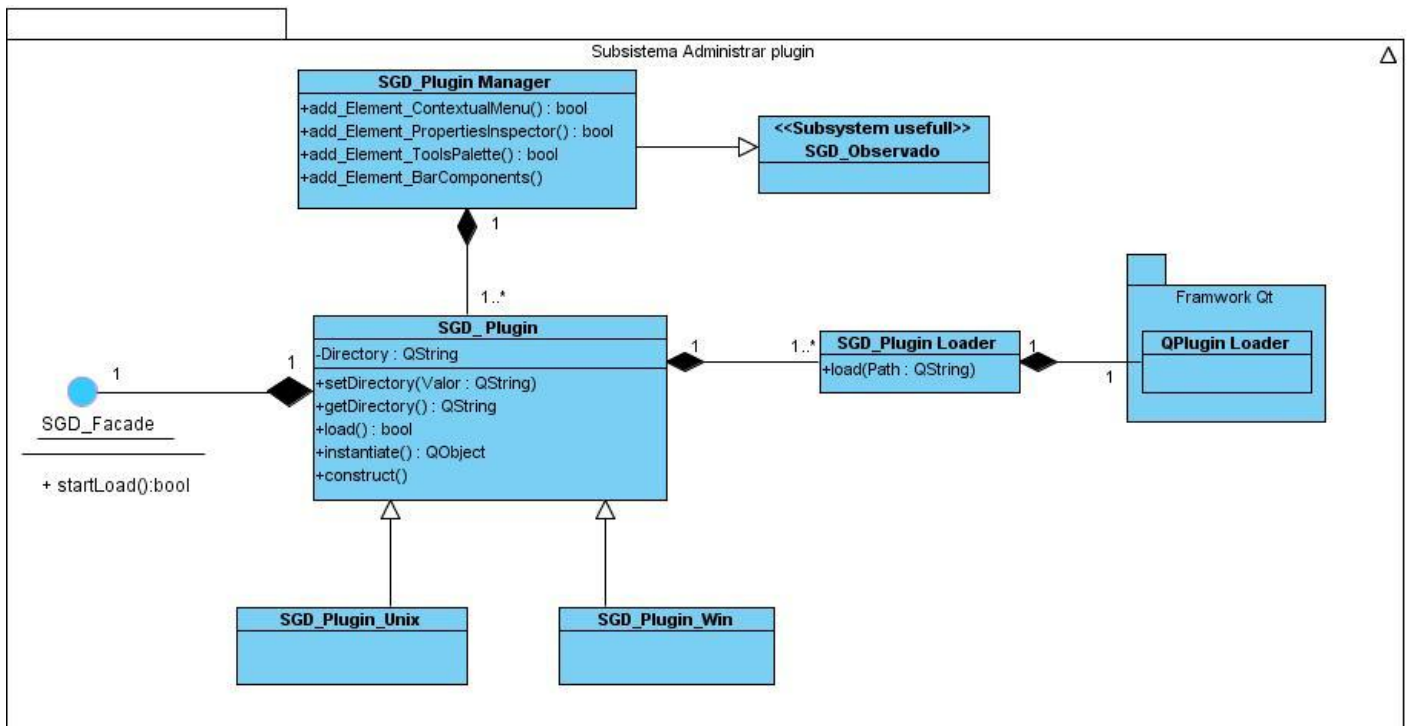 Subsistema Administrar plugin
SGD_Plugin Manager
+add_Element_ContextualMenu() : bool
+add_Element_PropertiesInspector() : bool
+add_Element_ToolsPalette() : bool
+add_Element_BarComponents()
<<Subsystem usefull>>
SGD_Observado
1
1..*
SGD_ Plugin
-Directory : QString
+setDirectory(Valor : QString)
+getDirectory() : QString
+load() : bool
+instantiate() : QObject
+construct()
1
1..*
SGD_Plugin Loader
+load(Path : QString)
1
1
Framwork Qt
QPlugin Loader
1
1
SGD_Facade
+ startLoad():bool
SGD_Plugin_Unix
SGD_Plugin_Win